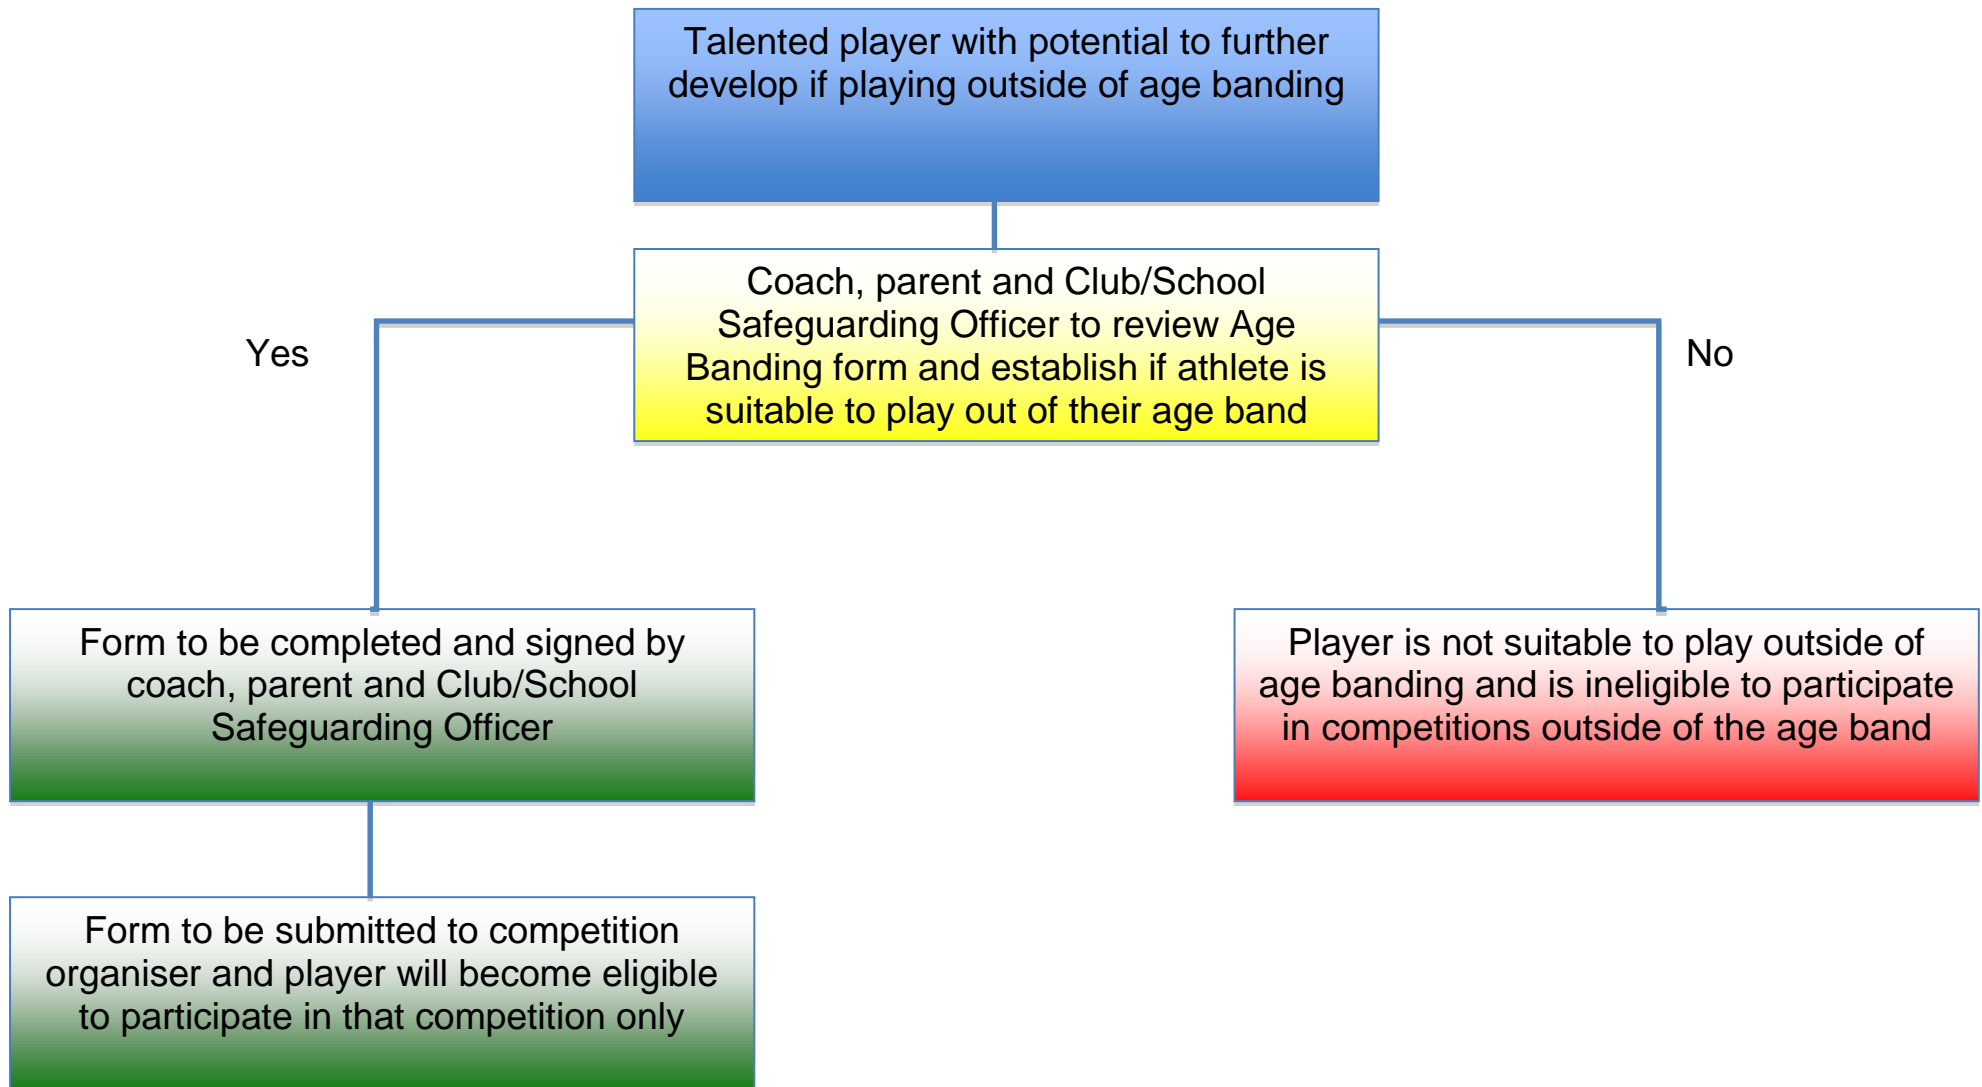 Talented player with potential to further
develop if playing outside of age banding
Coach, parent and Club/School
Safeguarding Officer to review Age
Banding form and establish if athlete is
suitable to play out of their age band
Yes
No
Form to be completed and signed by
coach, parent and Club/School
Safeguarding Officer
Player is not suitable to play outside of
age banding and is ineligible to participate
in competitions outside of the age band
Form to be submitted to competition
organiser and player will become eligible
to participate in that competition only